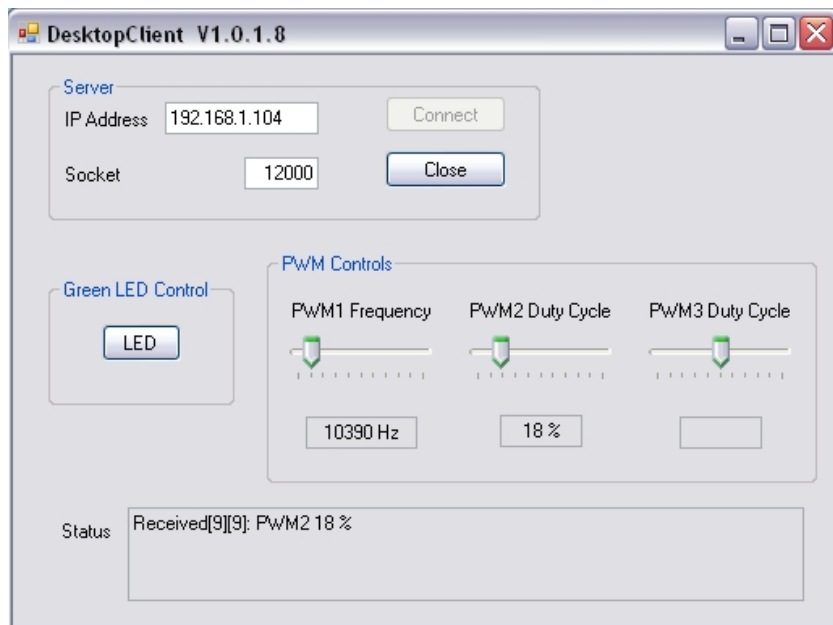 DesktopClient V1.0.1.8
Server
IP Address 192.168.1.104 Connect
Socket 12000 Close
Green LED Control
LED
PWM Controls
PWM1 Frequency PWM2 Duty Cycle PWM3 Duty Cycle
10390 Hz 18 %
Status Received[9][9]: PWM2 18 %